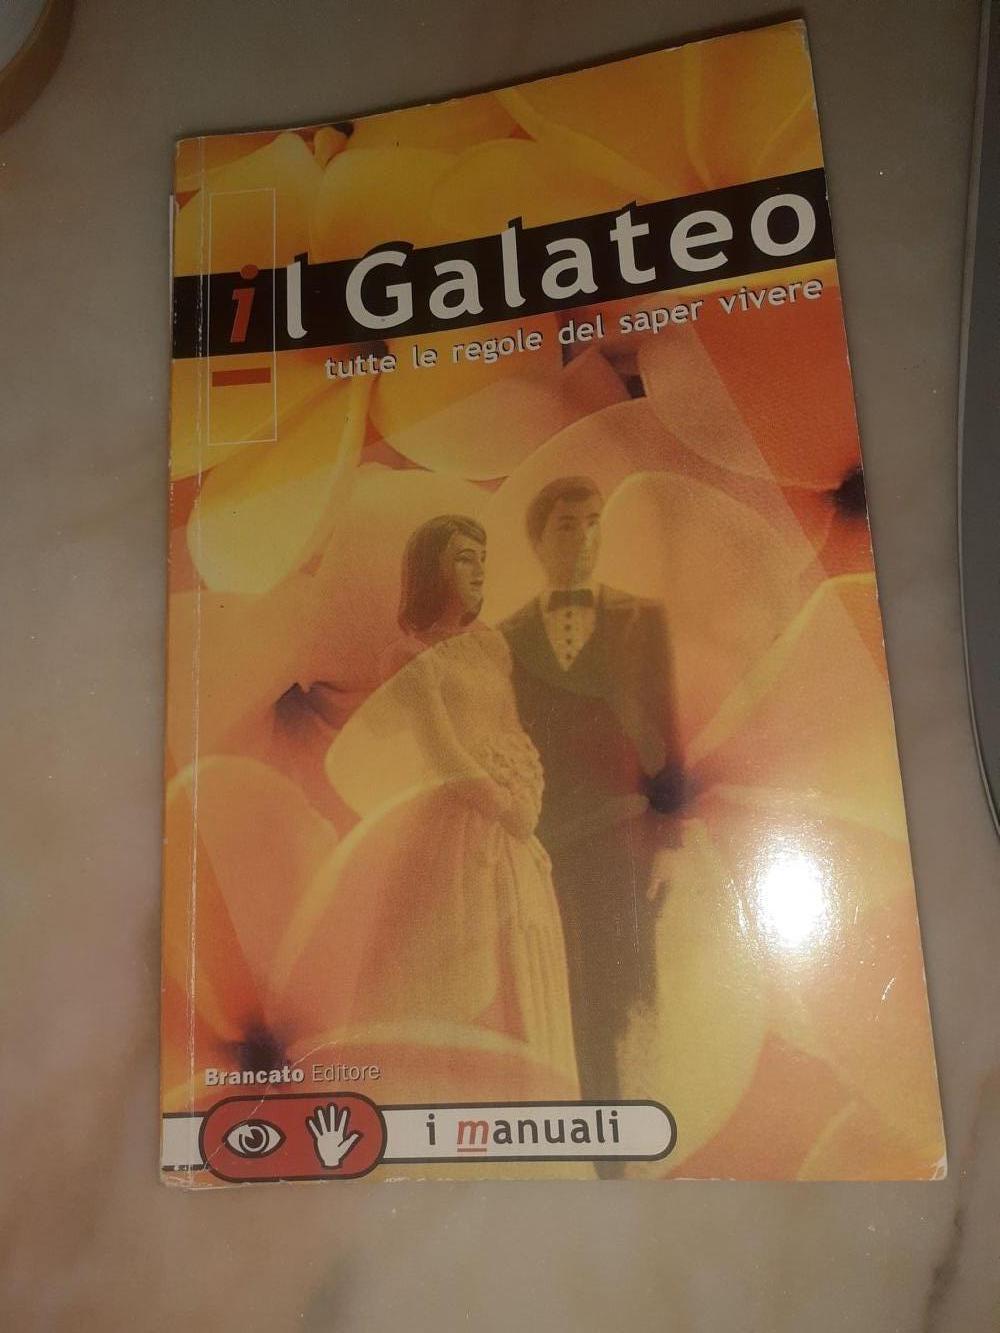 il Galateo
tutte le regole del saper vivere
Brancato Editore
i manuali